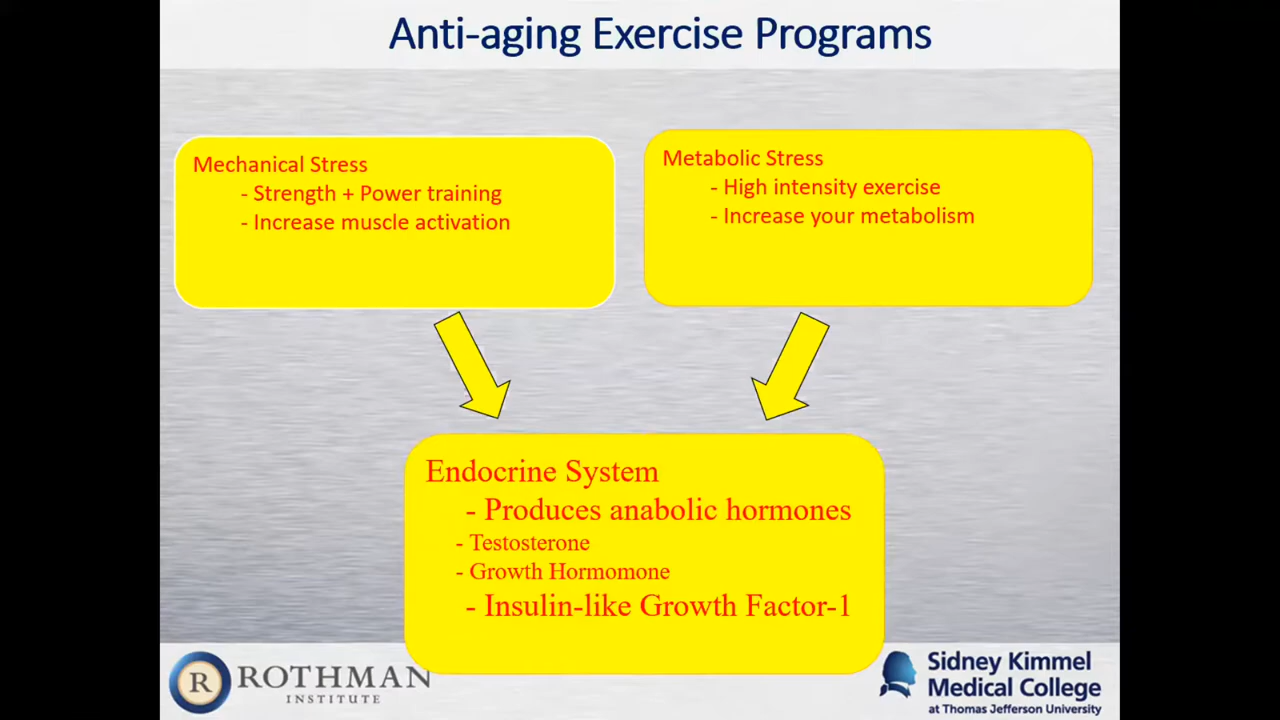 Anti-aging Exercise Programs
Mechanical Stress
- Strength + Power training
- Increase muscle activation
Metabolic Stress
- High intensity exercise
- Increase your metabolism
Endocrine System
- Produces anabolic hormones
- Testosterone
- Growth Hormomone
- Insulin-like Growth Factor-1
R
ROTHMAN
INSTITUTE
Sidney Kimmel
Medical College
at Thomas Jefferson University